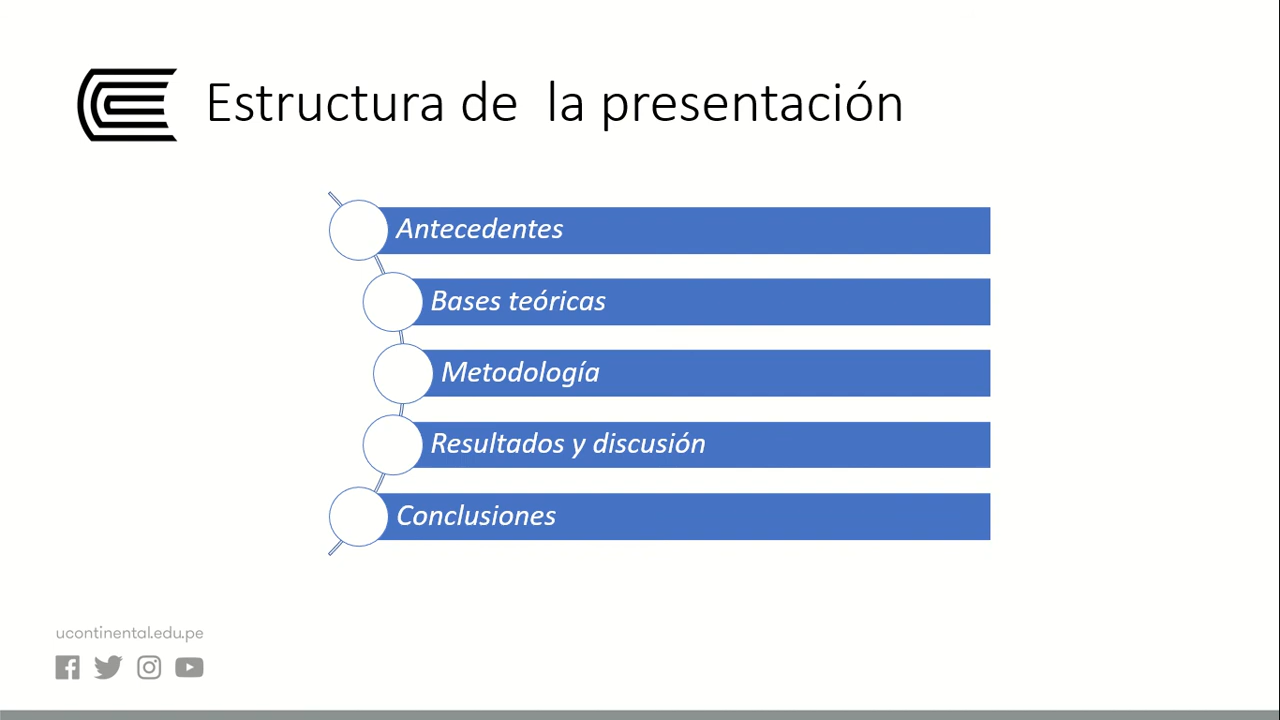 Estructura de la presentación
Antecedentes
Bases teóricas
Metodología
Resultados y discusión
Conclusiones
ucontinental.edu.pe